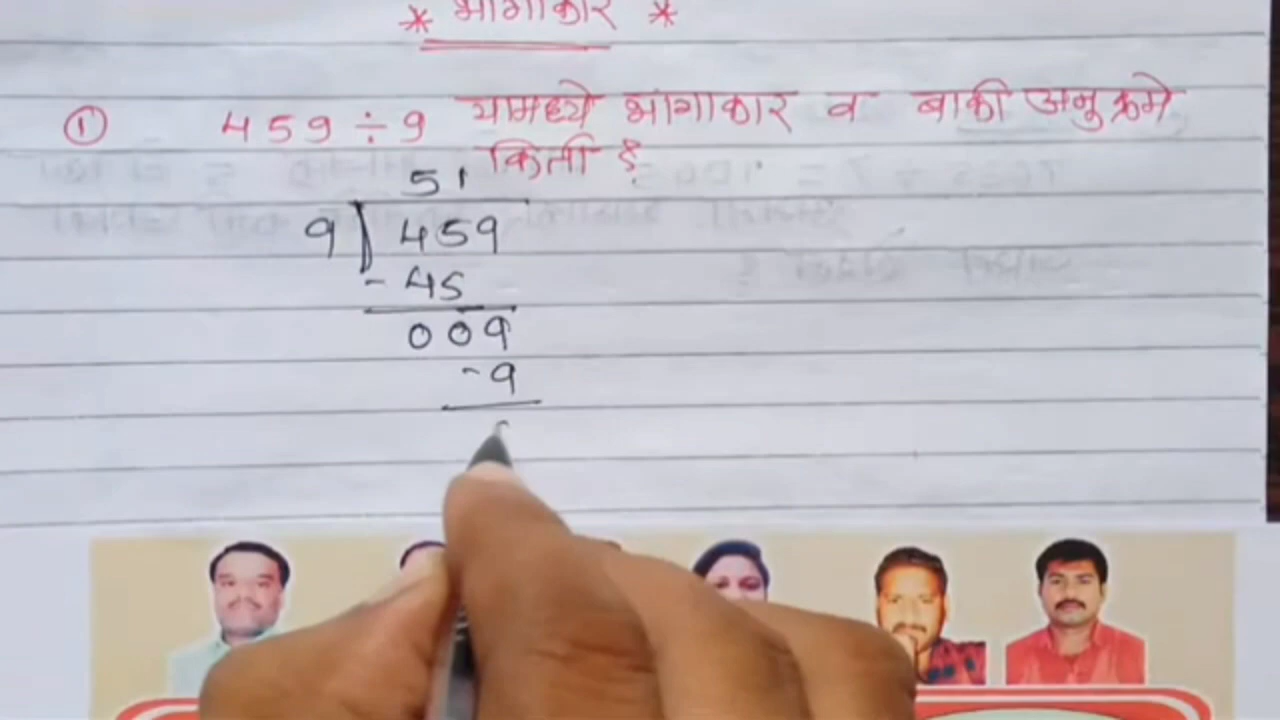 * भागाकार *
① 459 ÷ 9 यामध्ये भागाकार व बाकी अनुक्रमे
किती ?
51
9 459
- 45
009
- 9